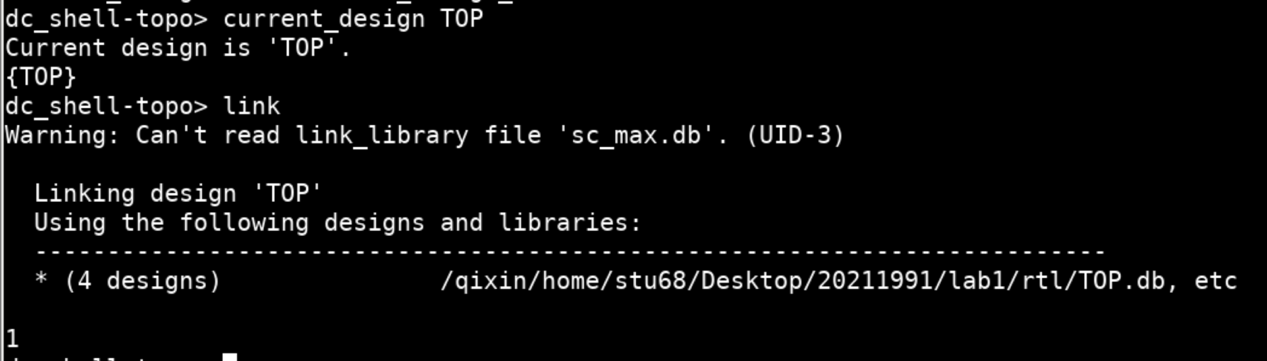 dc_shell-topo> current_design TOP
Current design is 'TOP'.
{TOP}
dc_shell-topo> link
Warning: Can't read link_library file 'sc_max.db'. (UID-3)
Linking design 'TOP'
Using the following designs and libraries:
--------------------------------------------------------------------------
* (4 designs)               /qixin/home/stu68/Desktop/20211991/lab1/rtl/TOP.db, etc
1